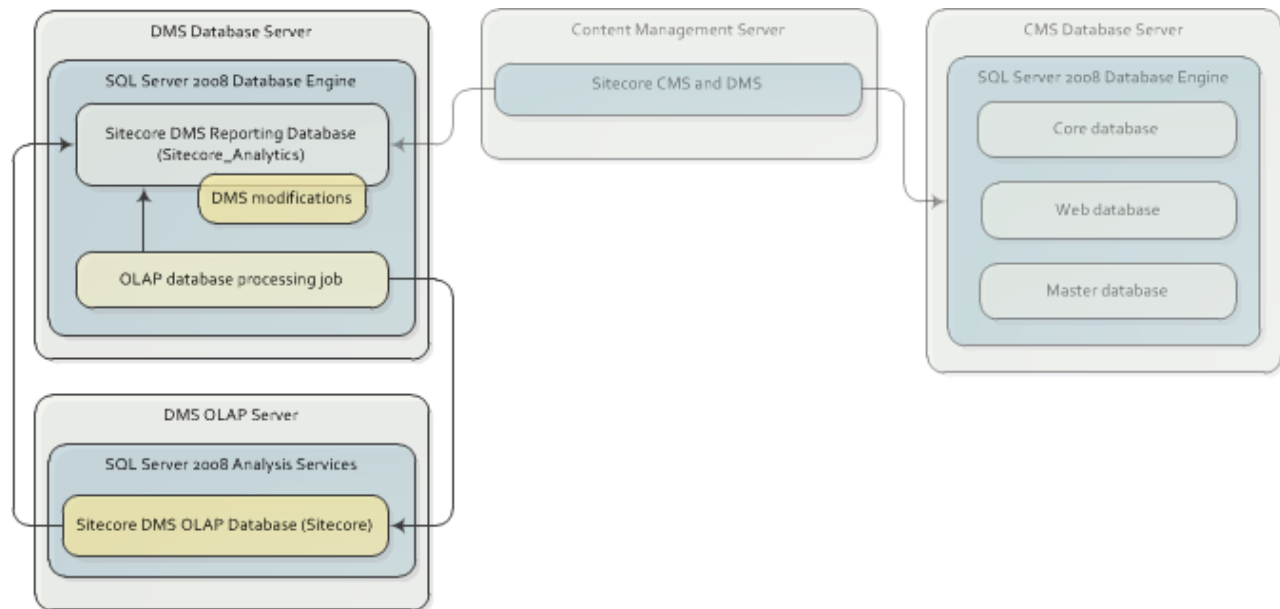 DMS Database Server
SQL Server 2008 Database Engine
Sitecore DMS Reporting Database
(Sitecore_Analytics)
DMS modifications
OLAP database processing job
DMS OLAP Server
SQL Server 2008 Analysis Services
Sitecore DMS OLAP Database (Sitecore)
Content Management Server
Sitecore CMS and DMS
CMS Database Server
SQL Server 2008 Database Engine
Core database
Web database
Master database